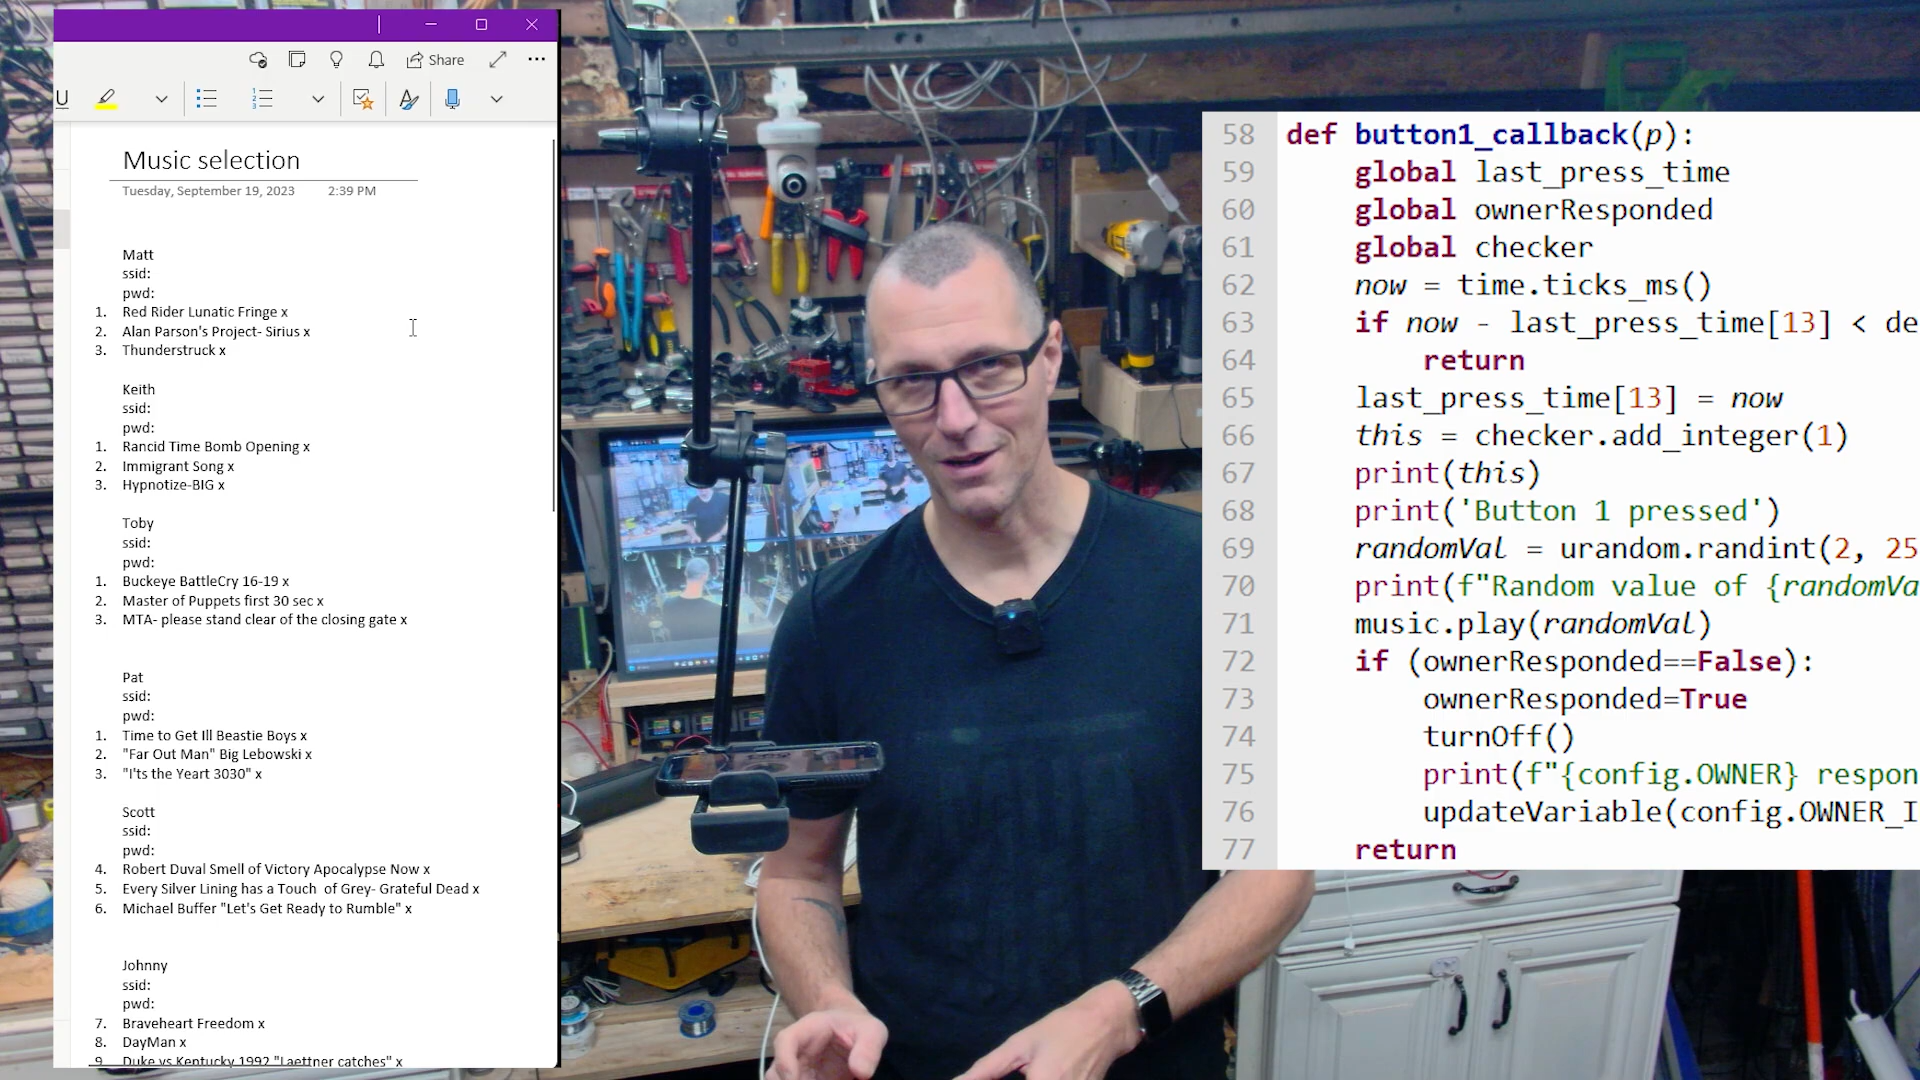 Share
Music selection
Tuesday, September 19, 2023 2:39 PM
Matt
ssid:
pwd:
1. Red Rider Lunatic Fringe x
2. Alan Parson's Project- Sirius x
3. Thunderstruck x
Keith
ssid:
pwd:
1. Rancid Time Bomb Opening x
2. Immigrant Song x
3. Hypnotize-BIG x
Toby
ssid:
pwd:
1. Buckeye BattleCry 16-19 x
2. Master of Puppets first 30 sec x
3. MTA- please stand clear of the closing gate x
Pat
ssid:
pwd:
1. Time to Get Ill Beastie Boys x
2. "Far Out Man" Big Lebowski x
3. "I'ts the Yeart 3030" x
Scott
ssid:
pwd:
4. Robert Duval Smell of Victory Apocalypse Now x
5. Every Silver Lining has a Touch of Grey- Grateful Dead x
6. Michael Buffer "Let's Get Ready to Rumble" x
Johnny
ssid:
pwd:
7. Braveheart Freedom x
8. DayMan x
9. Duke vs Kentucky 1992 "Laettner catches" x
58 def button1_callback(p):
59 global last_press_time
60 global ownerResponded
61 global checker
62 now = time.ticks_ms()
63 if now - last_press_time[13] < de
64 return
65 last_press_time[13] = now
66 this = checker.add_integer(1)
67 print(this)
68 print('Button 1 pressed')
69 randomVal = urandom.randint(2, 25
70 print(f"Random value of {randomVa
71 music.play(randomVal)
72 if (ownerResponded==False):
73 ownerResponded=True
74 turnOff()
75 print(f"{config.OWNER} respon
76 updateVariable(config.OWNER_I
77 return